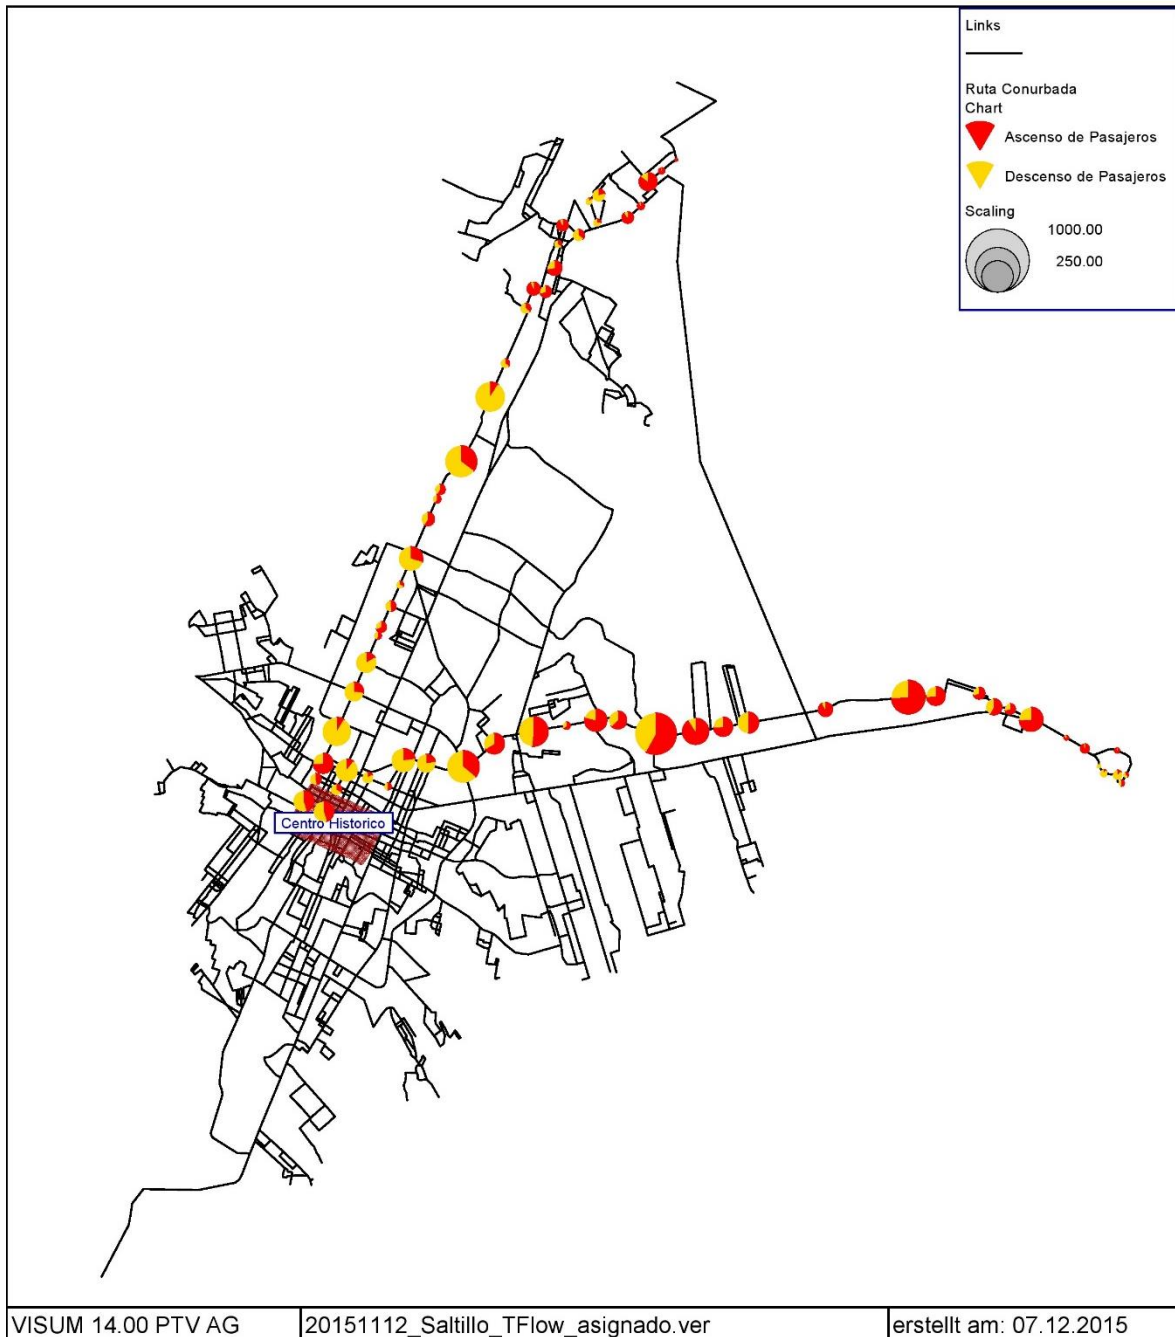 Links
Ruta Conurbada
Chart
Ascenso de Pasajeros
Descenso de Pasajeros
Scaling
1000.00
250.00
Centro Historico
VISUM 14.00 PTV AG
20151112_Saltillo_TFlow_asignado.ver
erstellt am: 07.12.2015